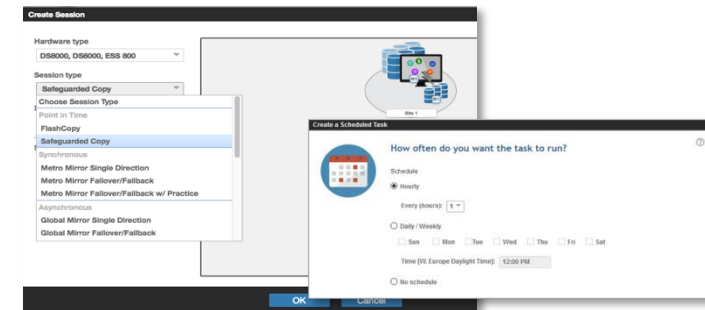 Create Session
Hardware type
DS8000, DS6000, ESS 800
Session type
Safeguarded Copy
Choose Session Type
Point in Time
FlashCopy
Safeguarded Copy
Synchronous
Metro Mirror Single Direction
Metro Mirror Failover/Failback
Metro Mirror Failover/Failback w/ Practice
Asynchronous
Global Mirror Single Direction
Global Mirror Failover/Failback
Site 1
OK
Cancel
Create a Scheduled Task
How often do you want the task to run?
Schedule
Hourly
Every (hours): 1
Daily / Weekly
Sun Mon Tue Wed Thu Fri Sat
Time [W. Europe Daylight Time]: 12:00 PM
No schedule